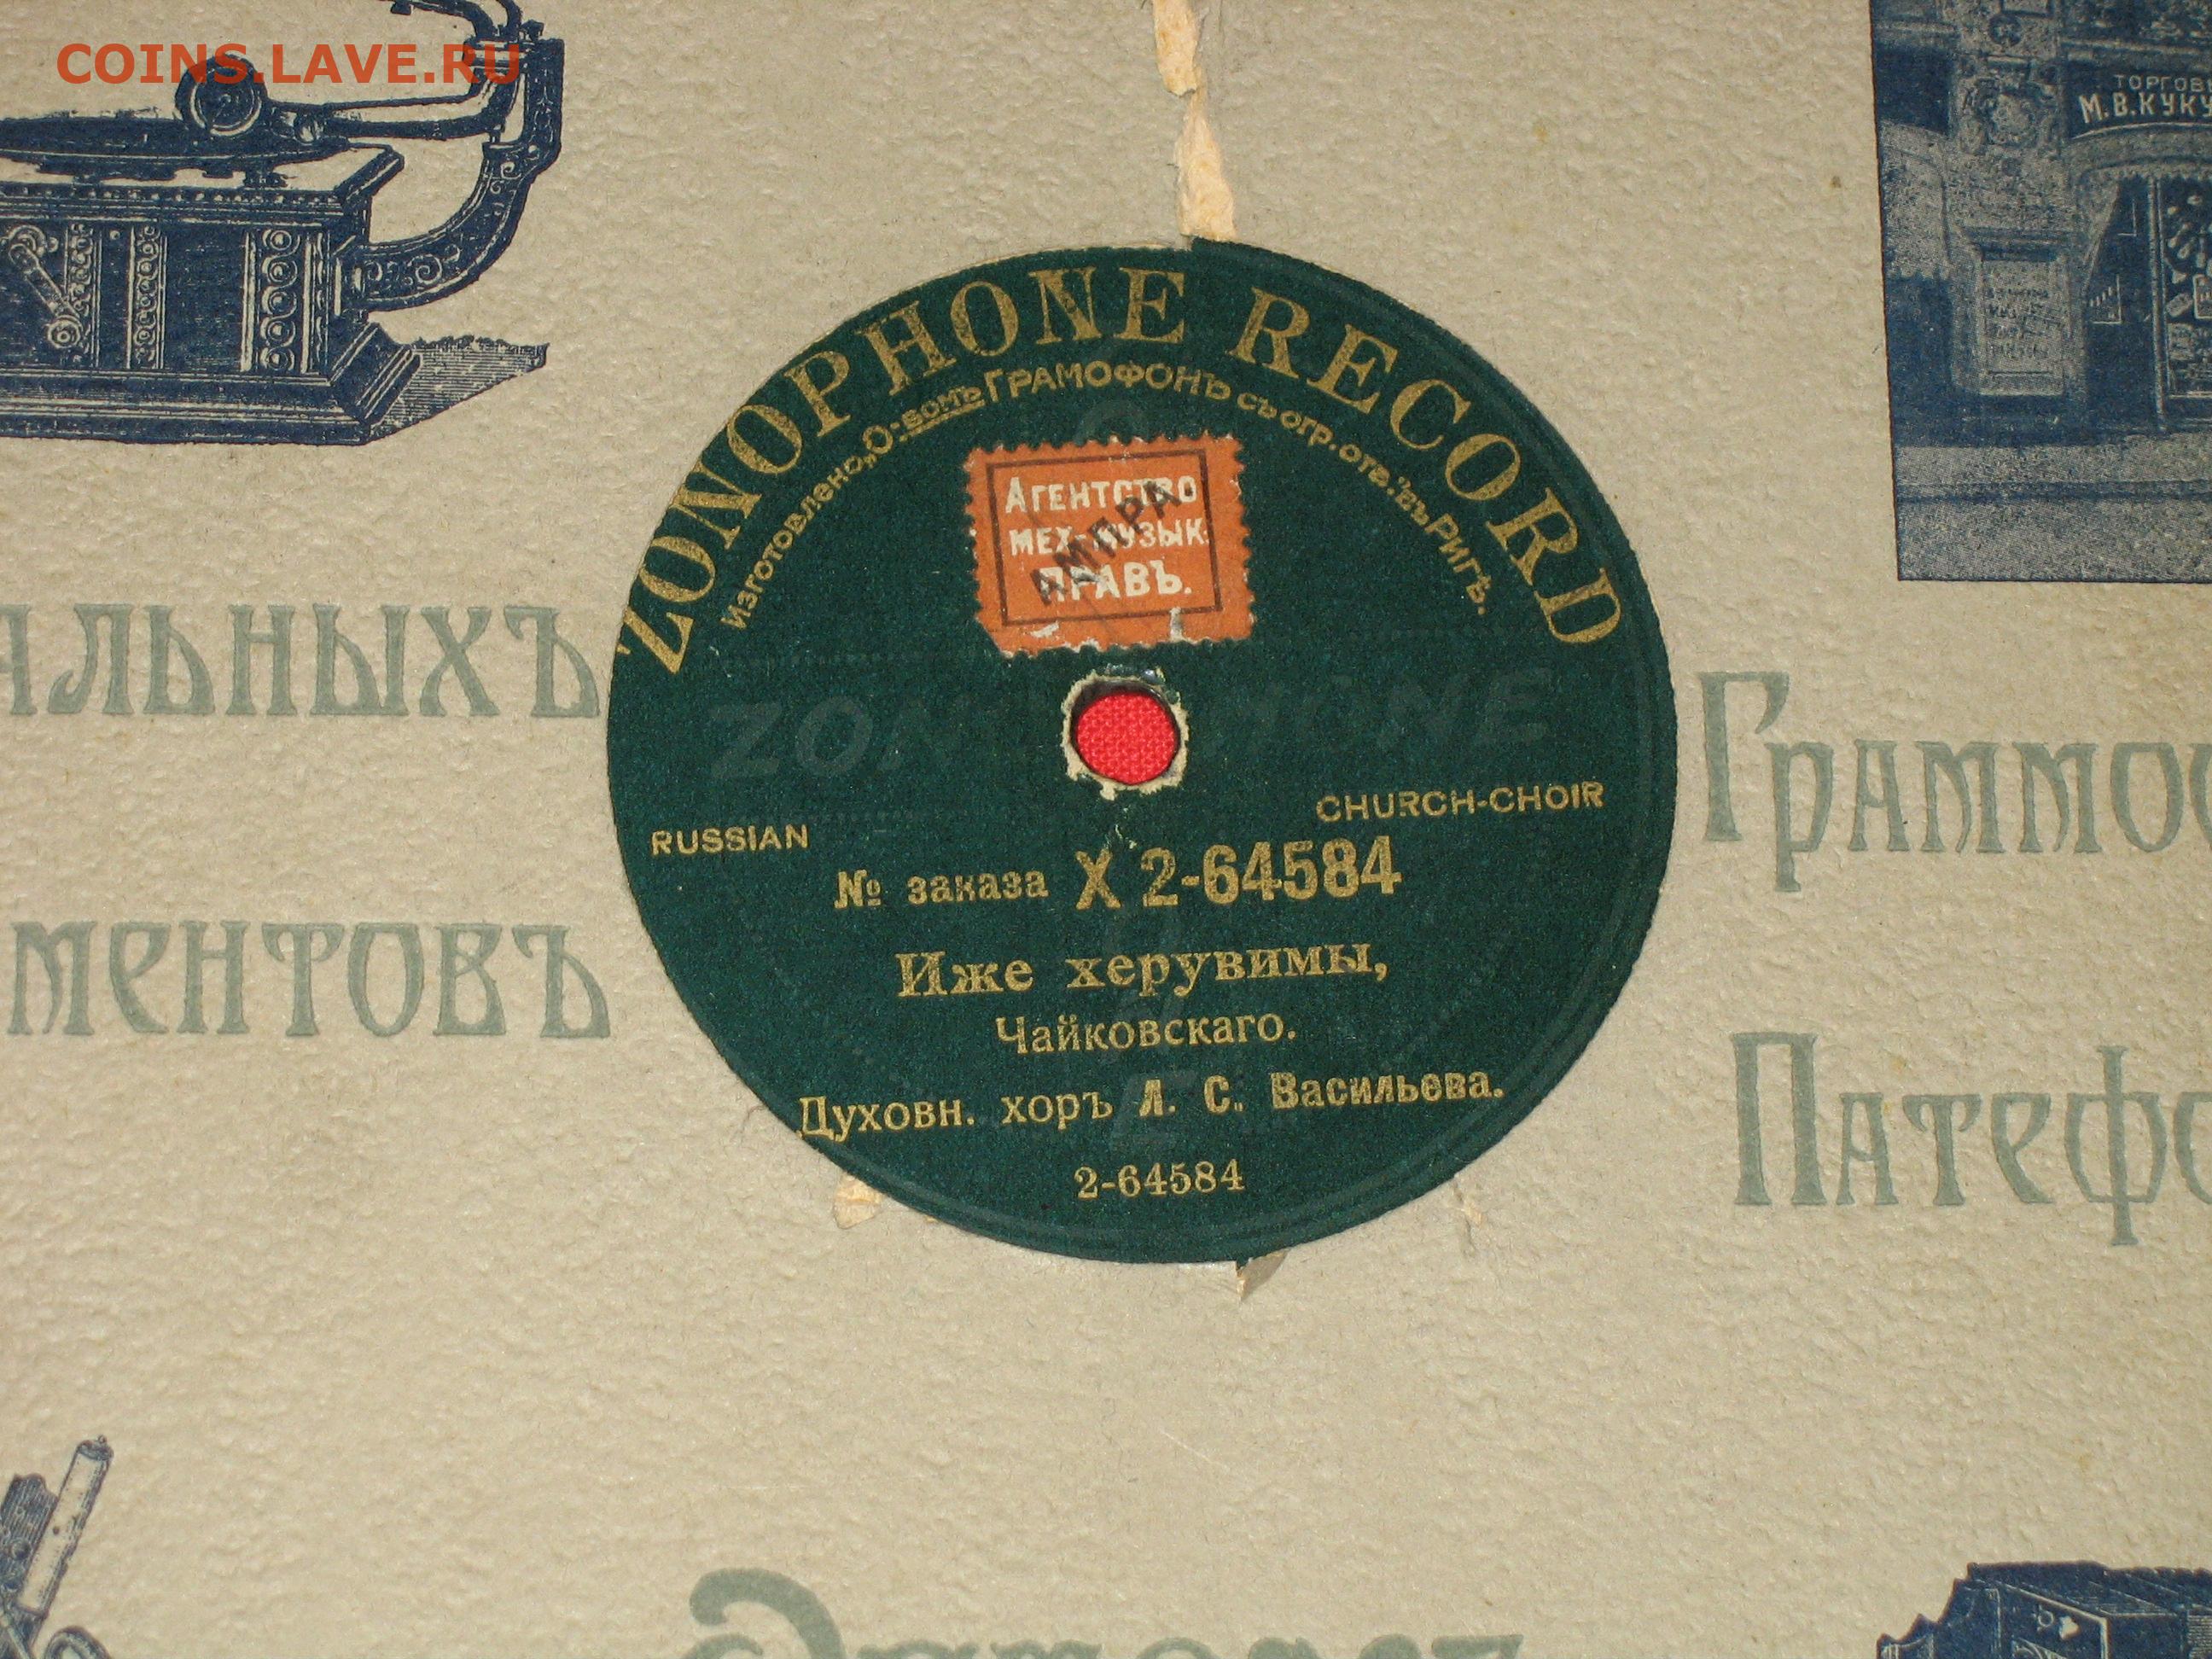 COINS.LAVE.RU
ТОРГОВ
М.В.КУКУ
ZONOPHONE RECORD
Изготовлено „О-вомъ Грамофонъ съ огр. отв." въ Ригѣ.
Агентство
мех-музык.
правъ.
АМПРА.
ZONOPHONE
RUSSIAN
CHURCH-CHOIR
№ заказа X 2-64584
Иже херувимы,
Чайковскаго.
Духовн. хоръ Л. С. Васильева.
2-64584
альныхъ
ментовъ
Граммоф
Патефо